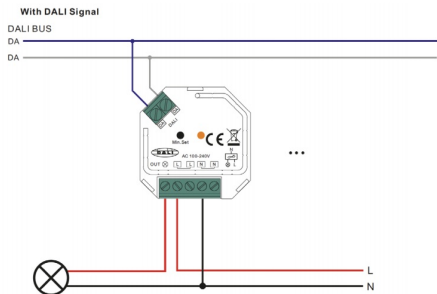 With DALI Signal
DALI BUS
DA
DA
DA
DA
DALI
Min.Set
CE
DALI
AC 100-240V
N
OUT
L L N N
L
L
N